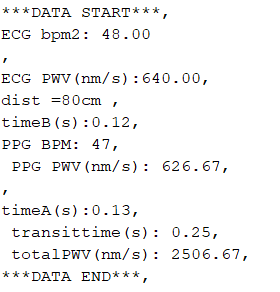 ***DATA START***,
ECG bpm2: 48.00
,
ECG PWV(nm/s):640.00,
dist =80cm ,
timeB(s):0.12,
PPG BPM: 47,
PPG PWV(nm/s): 626.67,
,
timeA(s):0.13,
transittime(s): 0.25,
totalPWV(nm/s): 2506.67,
***DATA END***,